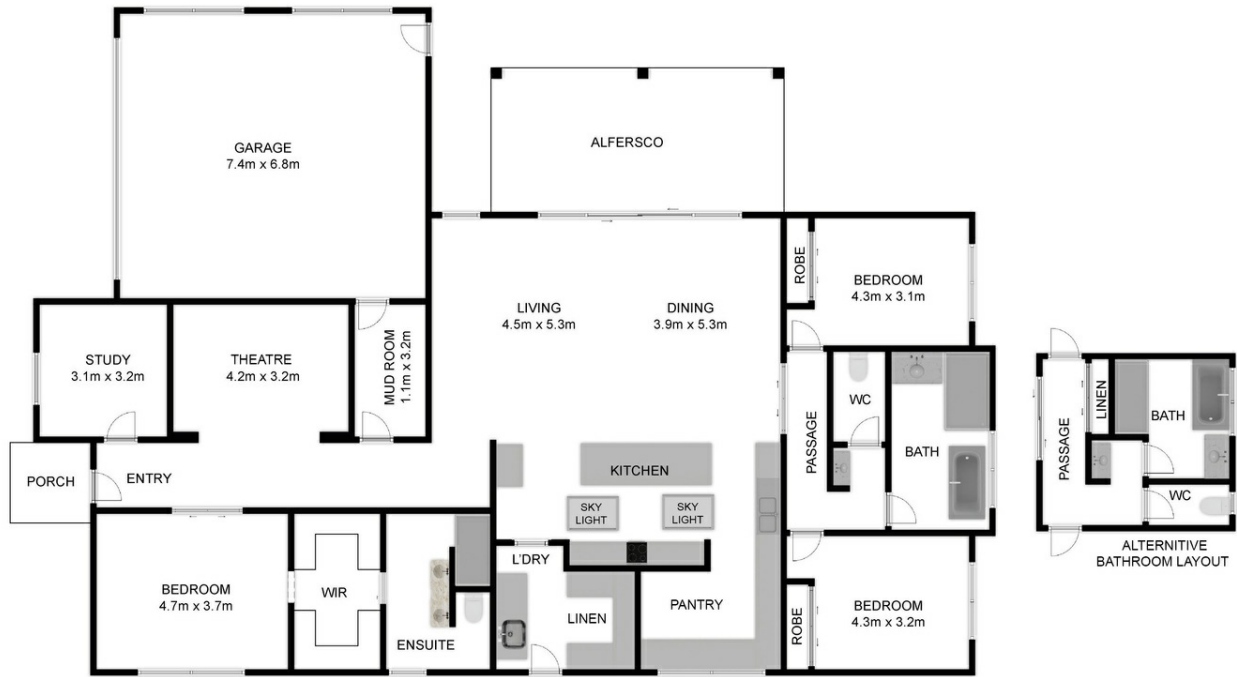 GARAGE
7.4m x 6.8m
ALFERSCO
ROBE
BEDROOM
4.3m x 3.1m
LIVING
4.5m x 5.3m
DINING
3.9m x 5.3m
STUDY
3.1m x 3.2m
THEATRE
4.2m x 3.2m
MUD ROOM
1.1m x 3.2m
WC
PASSAGE
BATH
PORCH
ENTRY
KITCHEN
SKY
LIGHT
SKY
LIGHT
L'DRY
BEDROOM
4.7m x 3.7m
WIR
ENSUITE
LINEN
PANTRY
ROBE
BEDROOM
4.3m x 3.2m
LINEN
BATH
PASSAGE
WC
ALTERNITIVE
BATHROOM LAYOUT